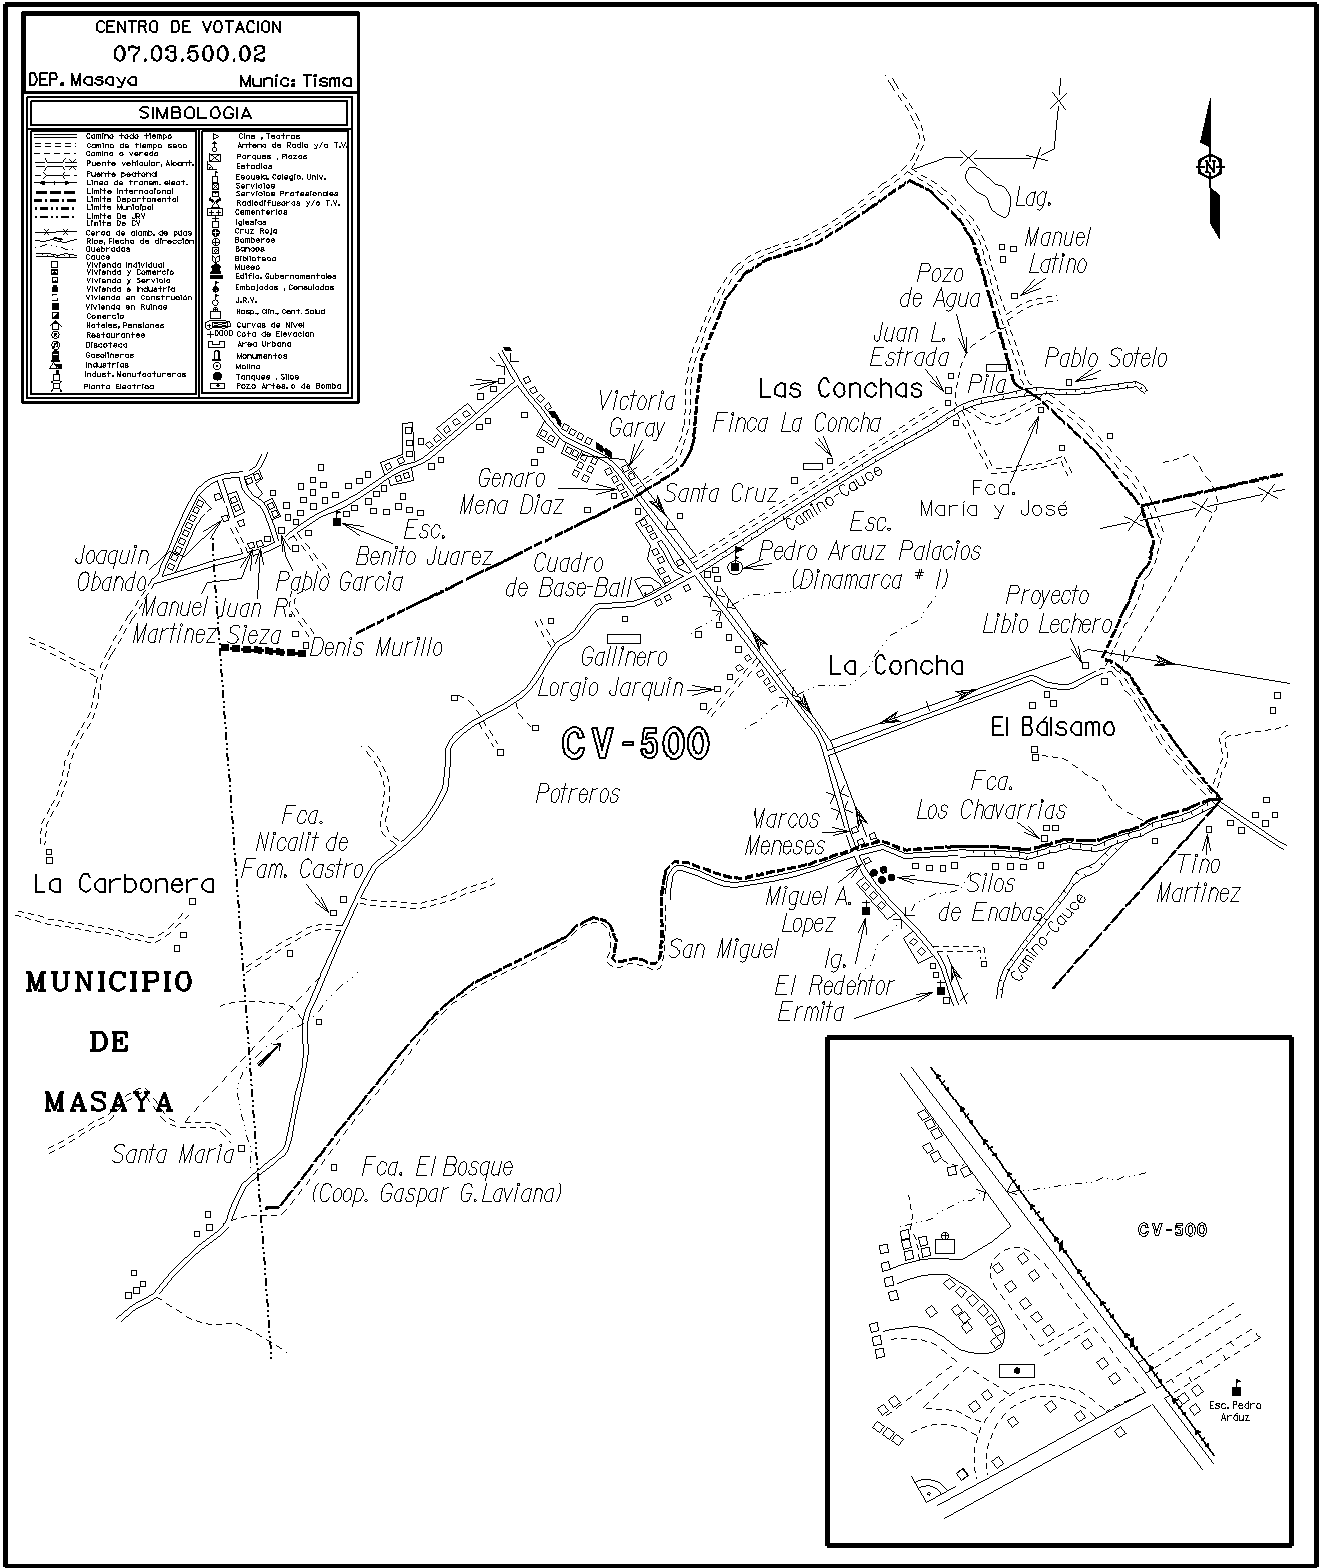 CENTRO DE VOTACION
07.03.500.02
DEP. Masaya Munic: Tisma
SIMBOLOGIA
Camino todo tiempo
Camino de tiempo seco
Camino o vereda
Puente vehicular, Alcant.
Puente peatonal
Linea de transm. elect.
Limite Internacional
Limite Departamental
Limite Municipal
Limite De JRV
Limite De CV
Cerca de alamb. de puas
Rios, Flecha de dirección
Quebradas
Cauce
Vivienda Individual
Vivienda y Comercio
Vivienda y Servicio
Vivienda e Industria
Vivienda en Construcción
Vivienda en Ruinas
Comercio
Hoteles, Pensiones
Restaurantes
Discoteca
Gasolineras
Industrias
Indust. Manufactureras
Planta Electrica
Cine , Teatros
Antena de Radio y/o T.V.
Parques , Plazas
Estadios
Escuela, Colegio, Univ.
Servicios
Servicios Profesionales
Radiodifusoras y/o T.V.
Cementerios
Iglesias
Cruz Roja
Bomberos
Bancos
Biblioteca
Museo
Edific. Gubernamentales
Embajadas , Consulados
J.R.V.
Hosp., Clin., Cent. Salud
Curvas de Nivel
Cota de Elevacion
Area Urbana
Monumentos
Molino
Tanques , Silos
Pozo Artes. o de Bomba
N
Lag.
Manuel
Latino
Pozo
de Agua
Juan L.
Estrada
Pila
Pablo Sotelo
Las Conchas
Victoria
Garay
Finca La Concha
Genaro
Mena Diaz
Santa Cruz
Camino-Cauce
Fca.
María y José
Esc.
Benito Juarez
Esc.
Pedro Arauz Palacios
(Dinamarca # 1)
Joaquin
Obando
Pablo Garcia
Cuadro
de Base-Ball
Manuel
Martinez
Juan R.
Sieza
Denis Murillo
Proyecto
Libio Lechero
Gallinero
Lorgio Jarquin
La Concha
El Bálsamo
CV-500
Potreros
Fca.
Los Chavarrias
Fca.
Nicalit de
Fam. Castro
Marcos
Meneses
Tino
Martinez
La Carbonera
Miguel A.
Lopez
Silos
de Enabas
San Miguel
Camino-Cauce
Ig.
El Redehtor
Ermita
MUNICIPIO
DE
MASAYA
Santa Maria
Fca. El Bosque
(Coop. Gaspar G.Laviana)
CV-500
Esc. Pedro
Aráuz